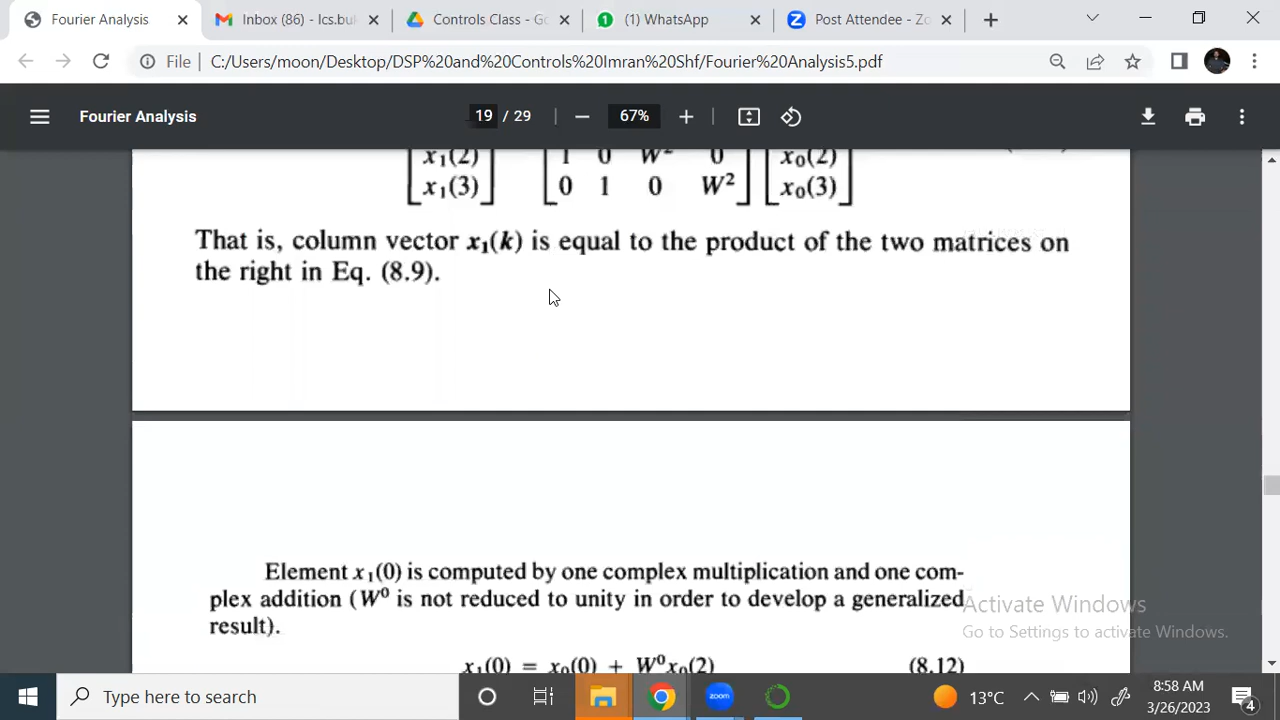 Fourier Analysis
Inbox (86) - lcs.bu
Controls Class - Go
(1) WhatsApp
Post Attendee - Zo
File C:/Users/moon/Desktop/DSP%20and%20Controls%20Imran%20Shf/Fourier%20Analysis5.pdf
Fourier Analysis 19 / 29 67%
x₁(2) 1 0 W² 0 x₀(2)
x₁(3) 0 1 0 W² x₀(3)
That is, column vector x₁(k) is equal to the product of the two matrices on
the right in Eq. (8.9).
Element x₁(0) is computed by one complex multiplication and one com-
plex addition (W⁰ is not reduced to unity in order to develop a generalized
result).
x₁(0) = x₀(0) + W⁰x₀(2) (8.12)
Activate Windows
Go to Settings to activate Windows.
Type here to search
zoom
13°C
8:58 AM
3/26/2023
4